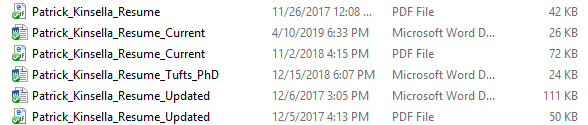 Patrick_Kinsella_Resume 11/26/2017 12:08 ... PDF File 42 KB
Patrick_Kinsella_Resume_Current 4/10/2019 6:33 PM Microsoft Word D... 26 KB
Patrick_Kinsella_Resume_Current 11/2/2018 4:15 PM PDF File 72 KB
Patrick_Kinsella_Resume_Tufts_PhD 12/15/2018 6:07 PM Microsoft Word D... 24 KB
Patrick_Kinsella_Resume_Updated 12/6/2017 3:05 PM Microsoft Word D... 111 KB
Patrick_Kinsella_Resume_Updated 12/5/2017 4:13 PM PDF File 50 KB